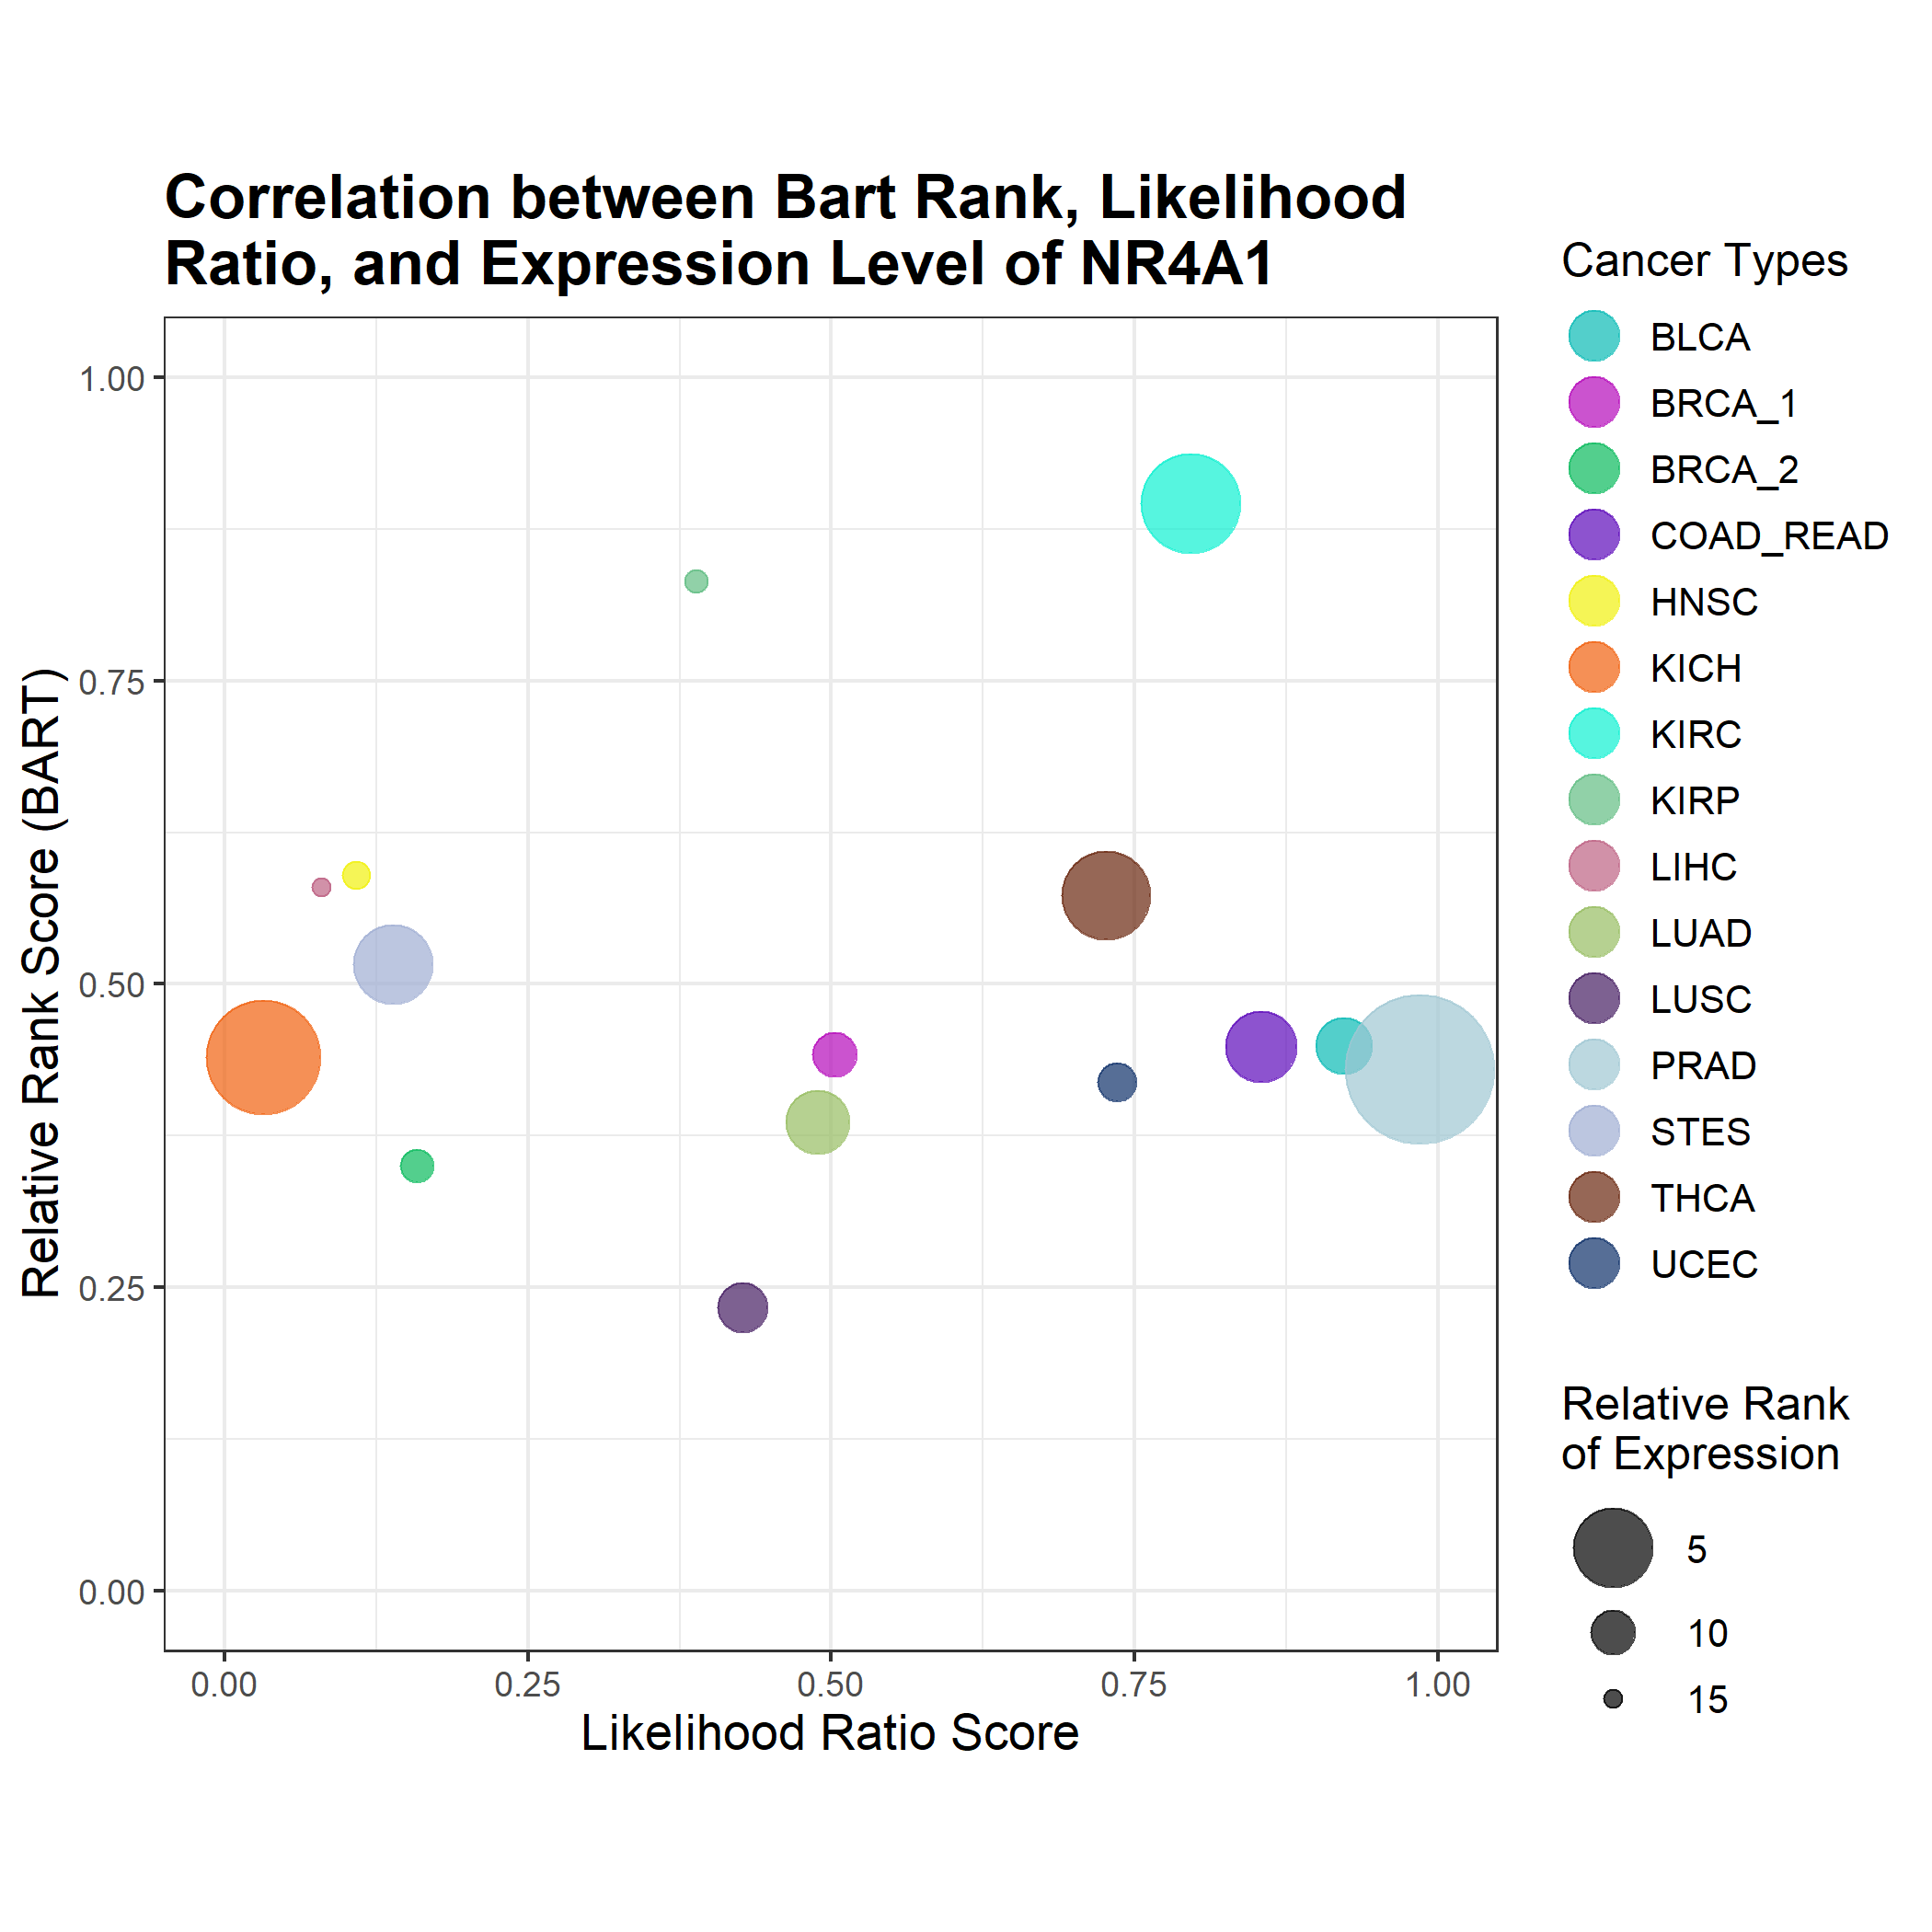 Correlation between Bart Rank, Likelihood
Ratio, and Expression Level of NR4A1
Relative Rank Score (BART)
1.00
0.75
0.50
0.25
0.00
0.00
0.25
0.50
0.75
1.00
Likelihood Ratio Score
Cancer Types
BLCA
BRCA_1
BRCA_2
COAD_READ
HNSC
KICH
KIRC
KIRP
LIHC
LUAD
LUSC
PRAD
STES
THCA
UCEC
Relative Rank
of Expression
5
10
15